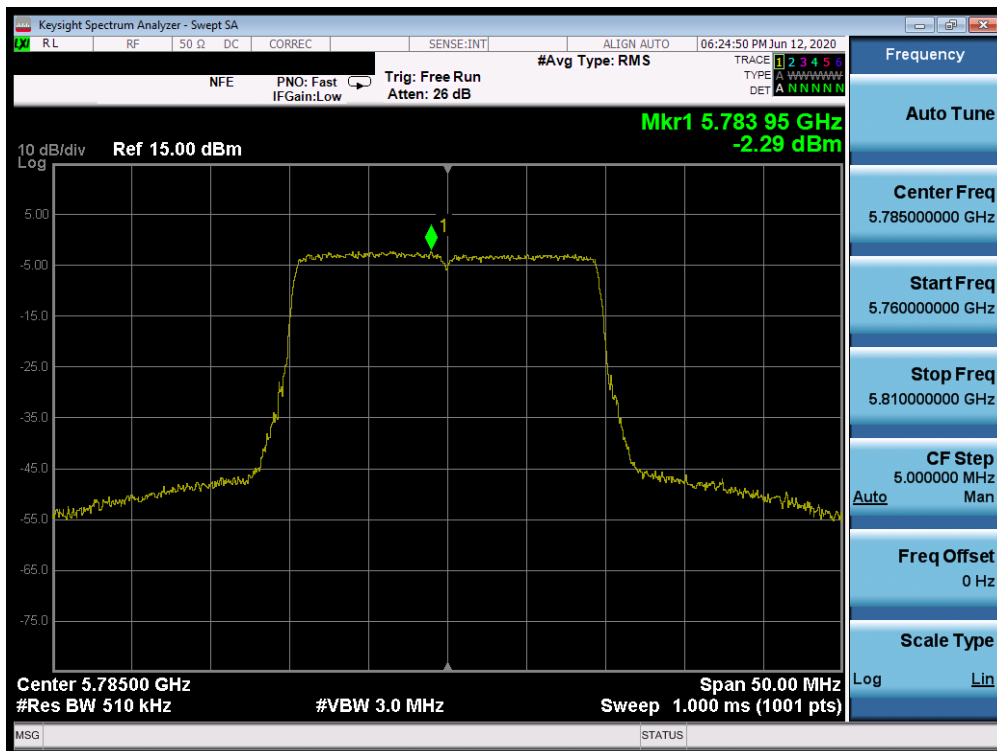 Keysight Spectrum Analyzer - Swept SA
LXI RL RF 50 Ω DC CORREC SENSE:INT ALIGN AUTO 06:24:50 PM Jun 12, 2020
NFE PNO: Fast Trig: Free Run #Avg Type: RMS TRACE 1 2 3 4 5 6
IFGain:Low Atten: 26 dB TYPE A WWWWW
DET A N N N N N
Mkr1 5.783 95 GHz
-2.29 dBm
10 dB/div Ref 15.00 dBm
Log
1
5.00
-5.00
-15.0
-25.0
-35.0
-45.0
-55.0
-65.0
-75.0
Center 5.78500 GHz Span 50.00 MHz
#Res BW 510 kHz #VBW 3.0 MHz Sweep 1.000 ms (1001 pts)
MSG STATUS
Frequency
Auto Tune
Center Freq
5.785000000 GHz
Start Freq
5.760000000 GHz
Stop Freq
5.810000000 GHz
CF Step
5.000000 MHz
Auto Man
Freq Offset
0 Hz
Scale Type
Log Lin